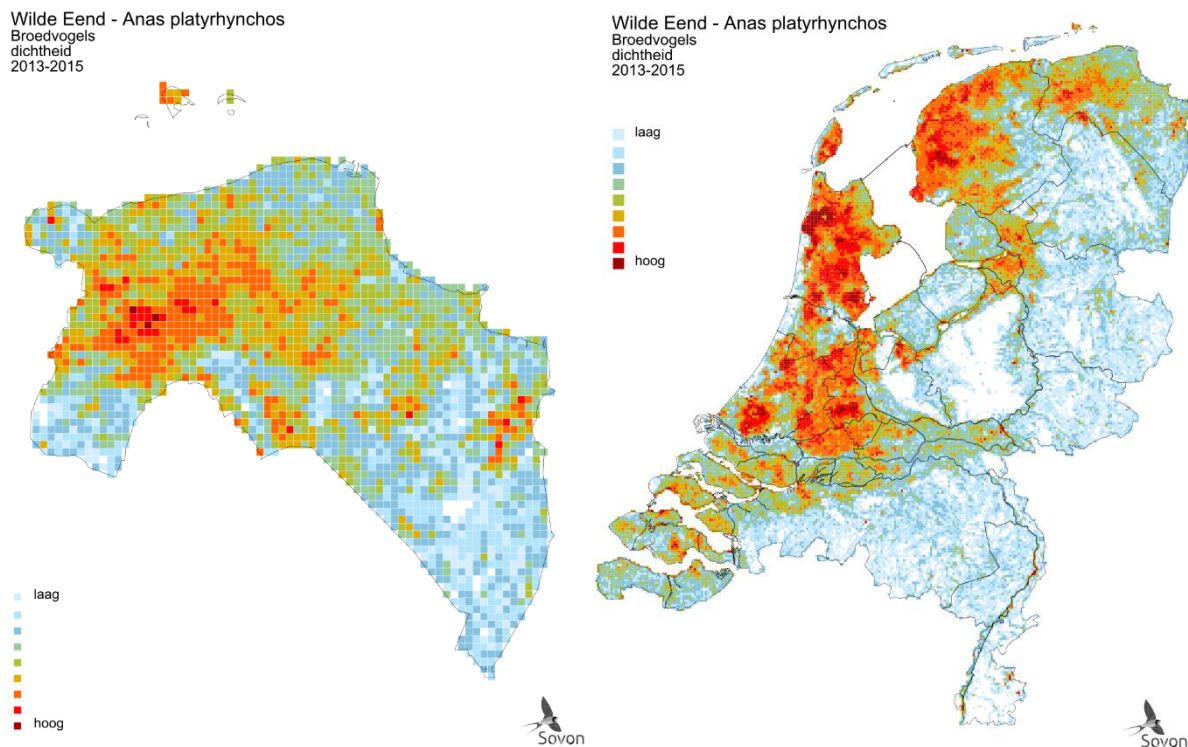 Wilde Eend - Anas platyrhynchos
Broedvogels
dichtheid
2013-2015
laag
hoog
Sovon
Wilde Eend - Anas platyrhynchos
Broedvogels
dichtheid
2013-2015
laag
hoog
Sovon